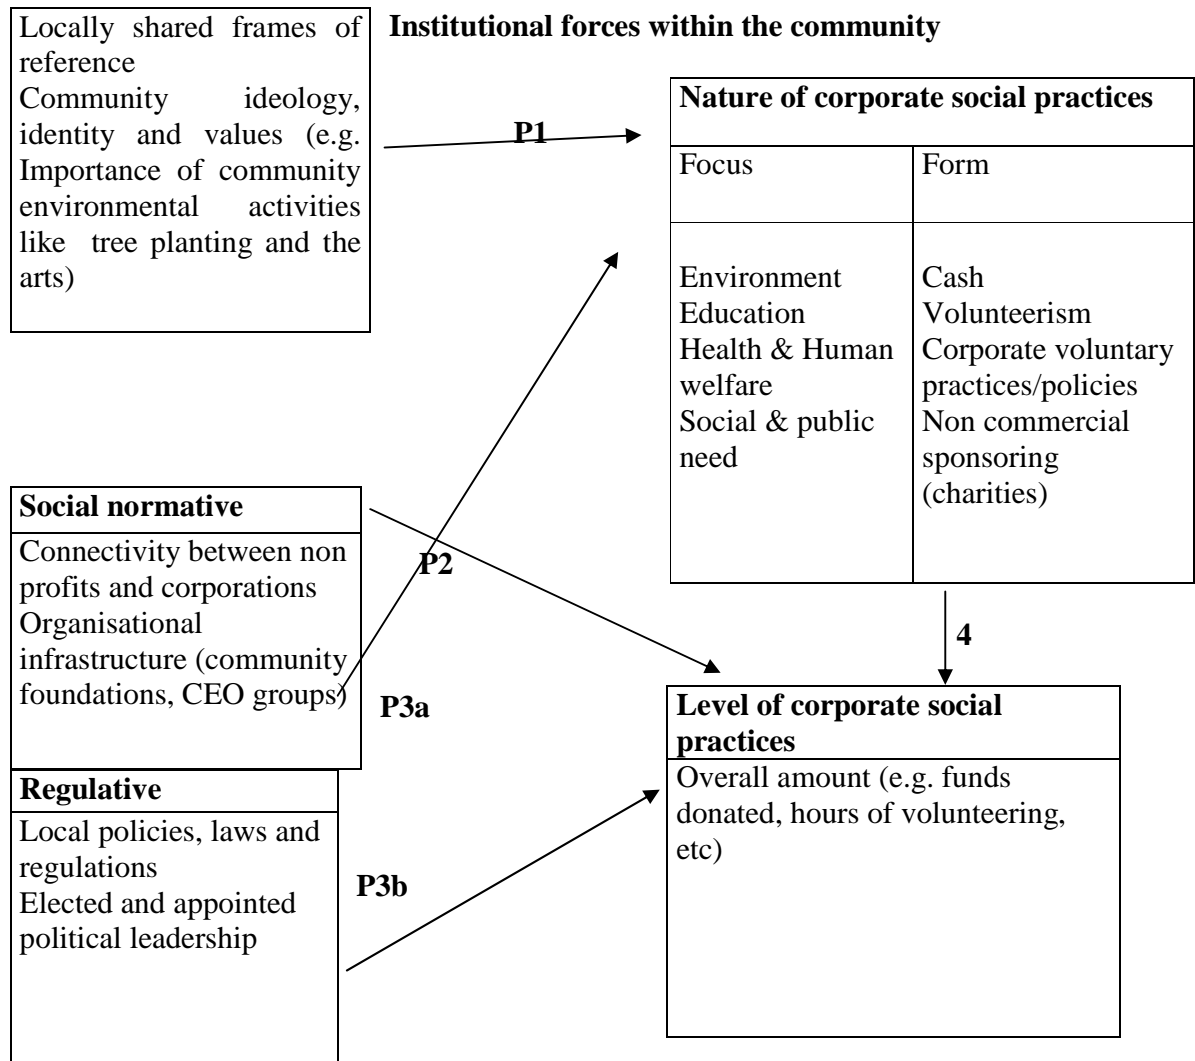 Locally shared frames of
reference
Community ideology,
identity and values (e.g.
Importance of community
environmental activities
like tree planting and the
arts)
Institutional forces within the community
P1
Nature of corporate social practices
Focus
Form
Environment
Education
Health & Human
welfare
Social & public
need
Cash
Volunteerism
Corporate voluntary
practices/policies
Non commercial
sponsoring
(charities)
Social normative
Connectivity between non
profits and corporations
Organisational
infrastructure (community
foundations, CEO groups)
P2
4
P3a
Level of corporate social
practices
Overall amount (e.g. funds
donated, hours of volunteering,
etc)
Regulative
Local policies, laws and
regulations
Elected and appointed
political leadership
P3b